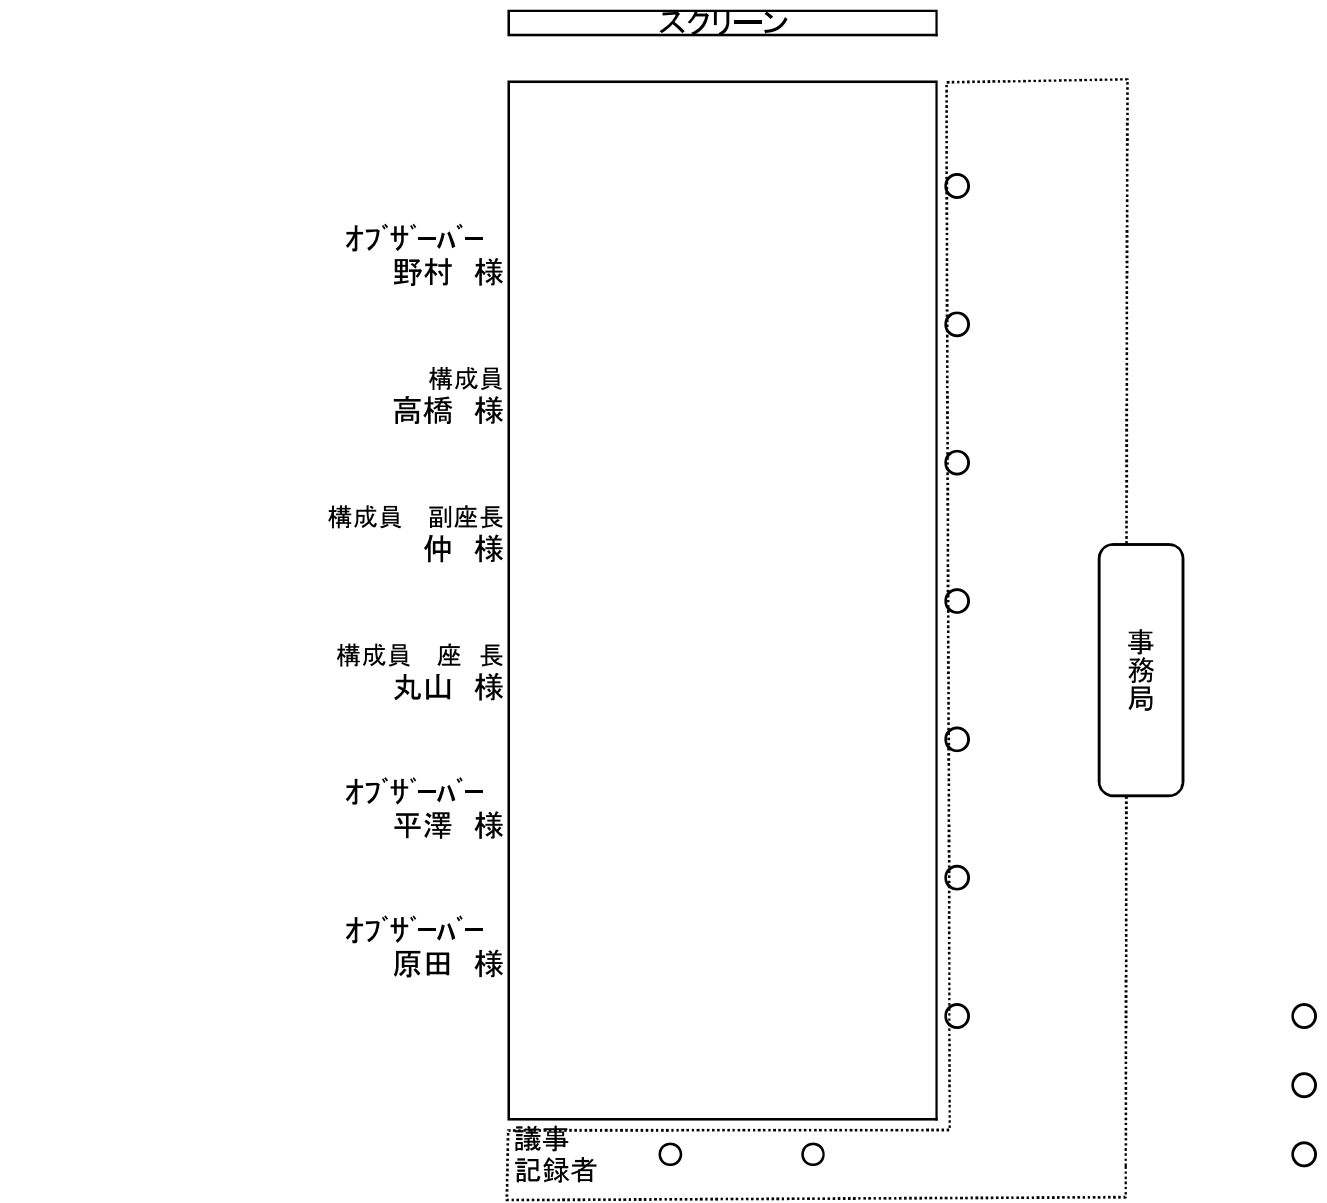 スクリーン
ｵﾌﾞｻﾞｰﾊﾞｰ
野村　様
構成員
高橋　様
構成員　副座長
仲　様
構成員　座 長
丸山　様
事
務
局
ｵﾌﾞｻﾞｰﾊﾞｰ
平澤　様
ｵﾌﾞｻﾞｰﾊﾞｰ
原田　様
議事
記録者